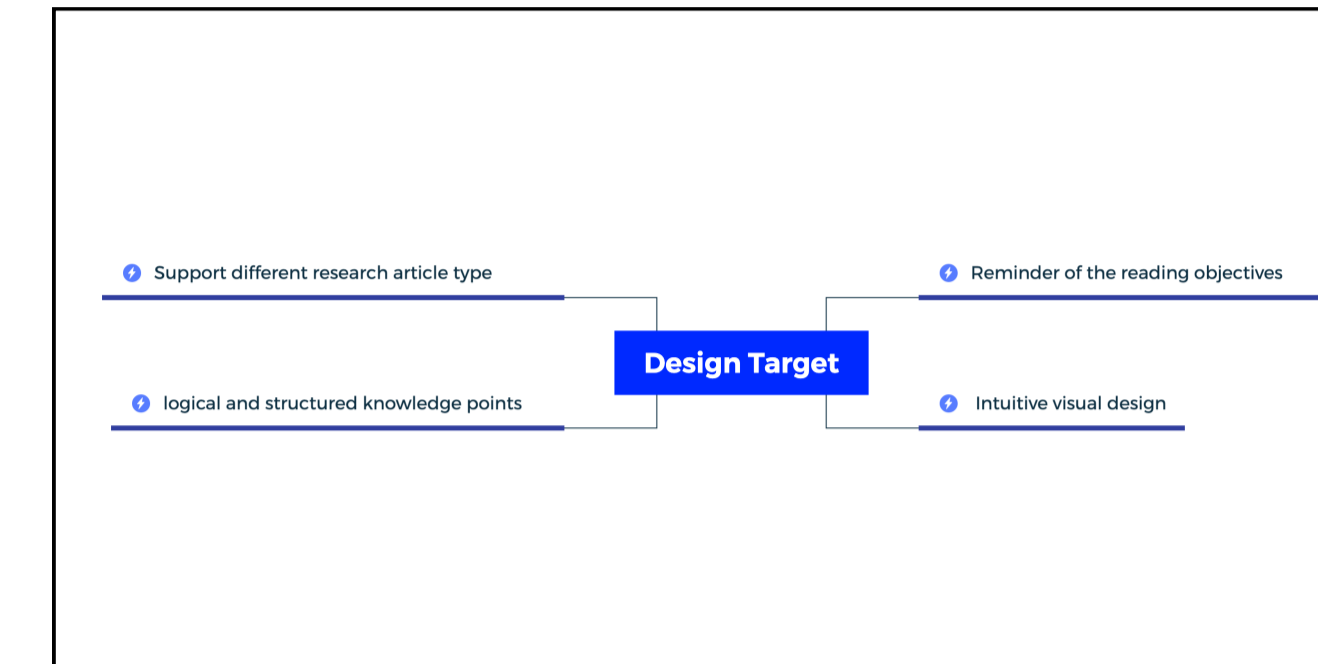 Support different research article type
Reminder of the reading objectives
Design Target
logical and structured knowledge points
Intuitive visual design